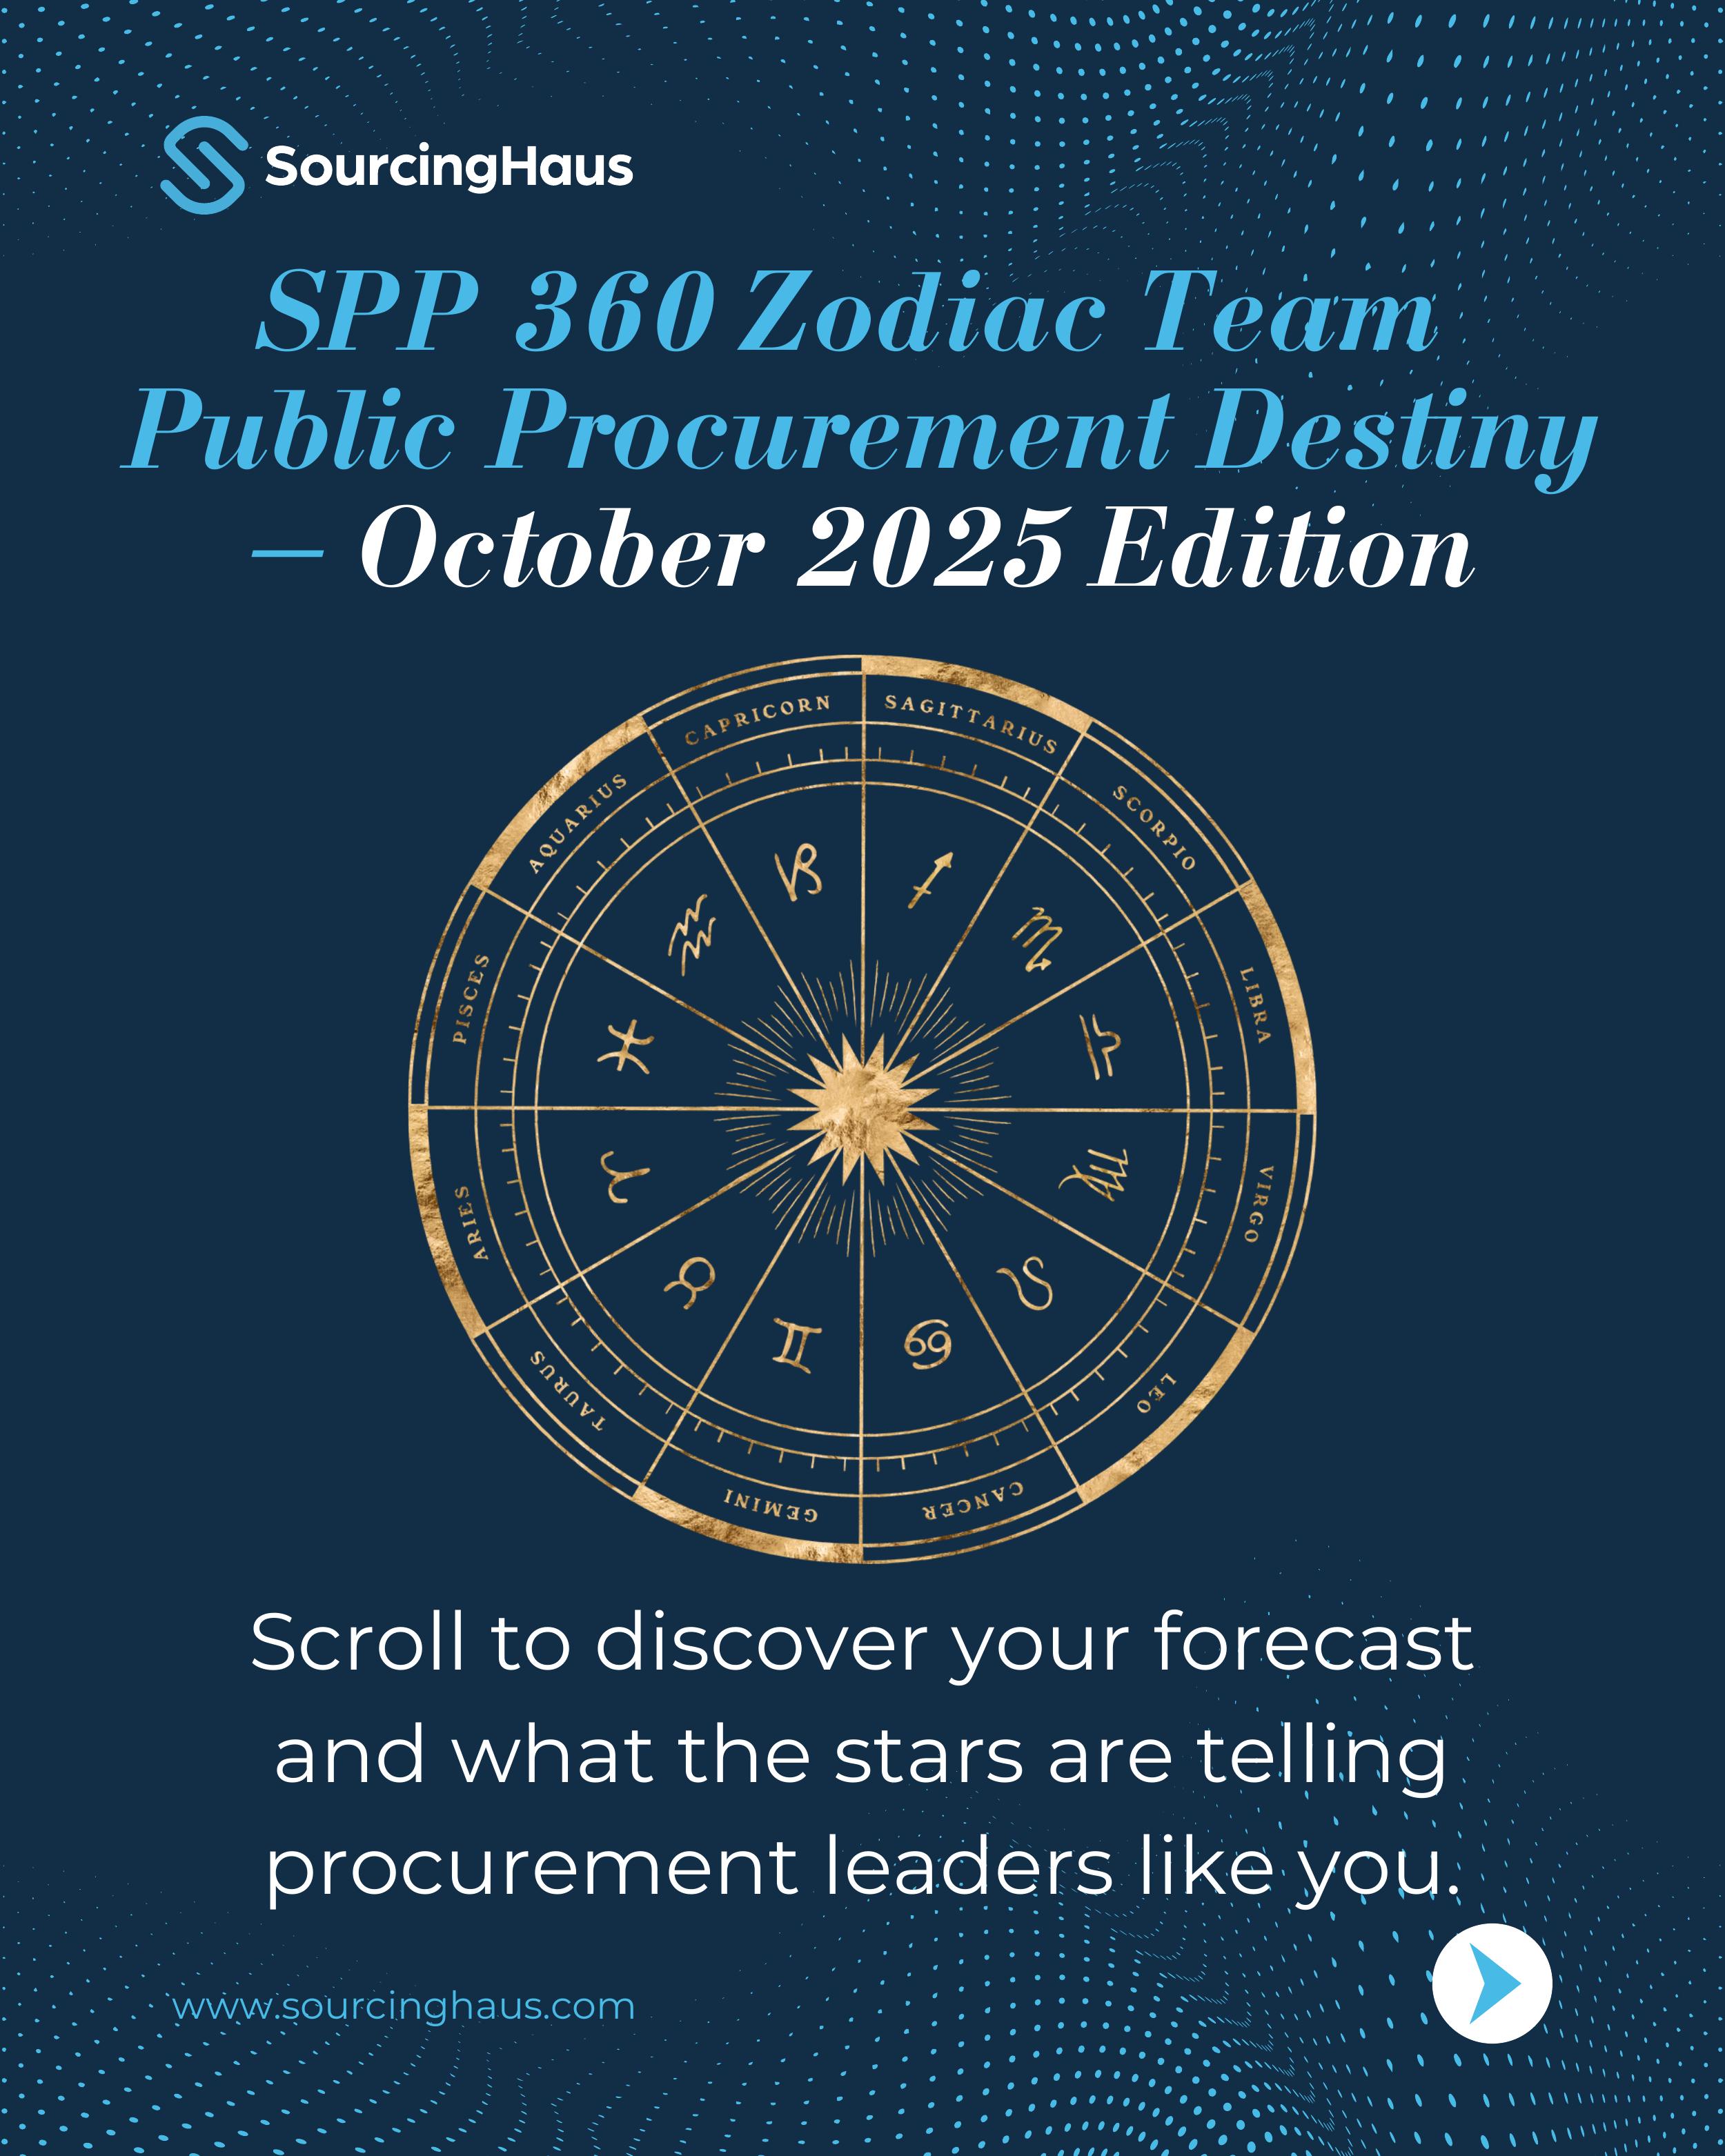 SourcingHaus
SPP 360 Zodiac Team
Public Procurement Destiny
— October 2025 Edition
CAPRICORN
SAGITTARIUS
SCORPIO
LIBRA
VIRGO
LEO
CANCER
GEMINI
TAURUS
ARIES
PISCES
AQUARIUS
Scroll to discover your forecast
and what the stars are telling
procurement leaders like you.
www.sourcinghaus.com